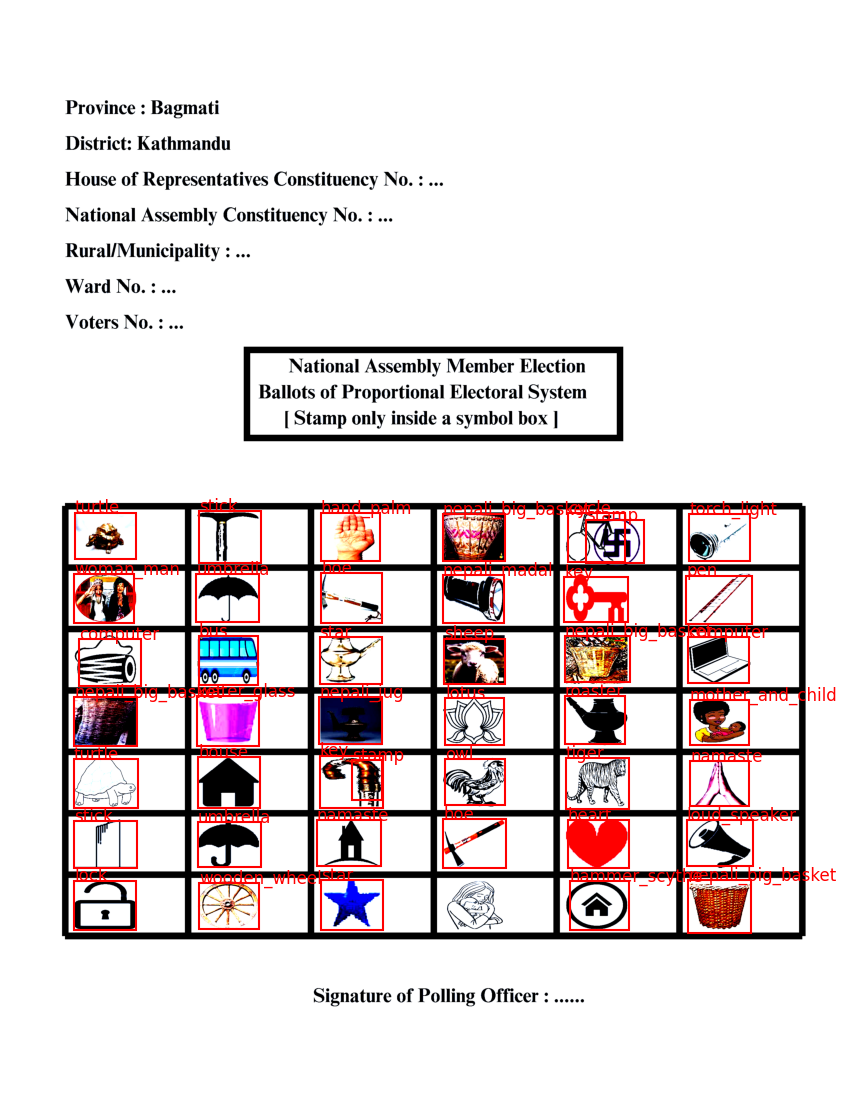 Province : Bagmati
District: Kathmandu
House of Representatives Constituency No. : ...
National Assembly Constituency No. : ...
Rural/Municipality : ...
Ward No. : ...
Voters No. : ...
National Assembly Member Election
Ballots of Proportional Electoral System
[ Stamp only inside a symbol box ]
turtle stick hand_palm nepali_big_basket stamp torch_light
woman_man umbrella hoe nepali_madal key pen
computer bus star sheep nepali_big_basket computer
nepali_big_basket water_glass nepali_jug lotus master mother_and_child
turtle house key stamp owl tiger namaste
stick umbrella namaste hoe heart loud_speaker
lock wooden_wheel star hammer_scythe nepali_big_basket
Signature of Polling Officer : ......